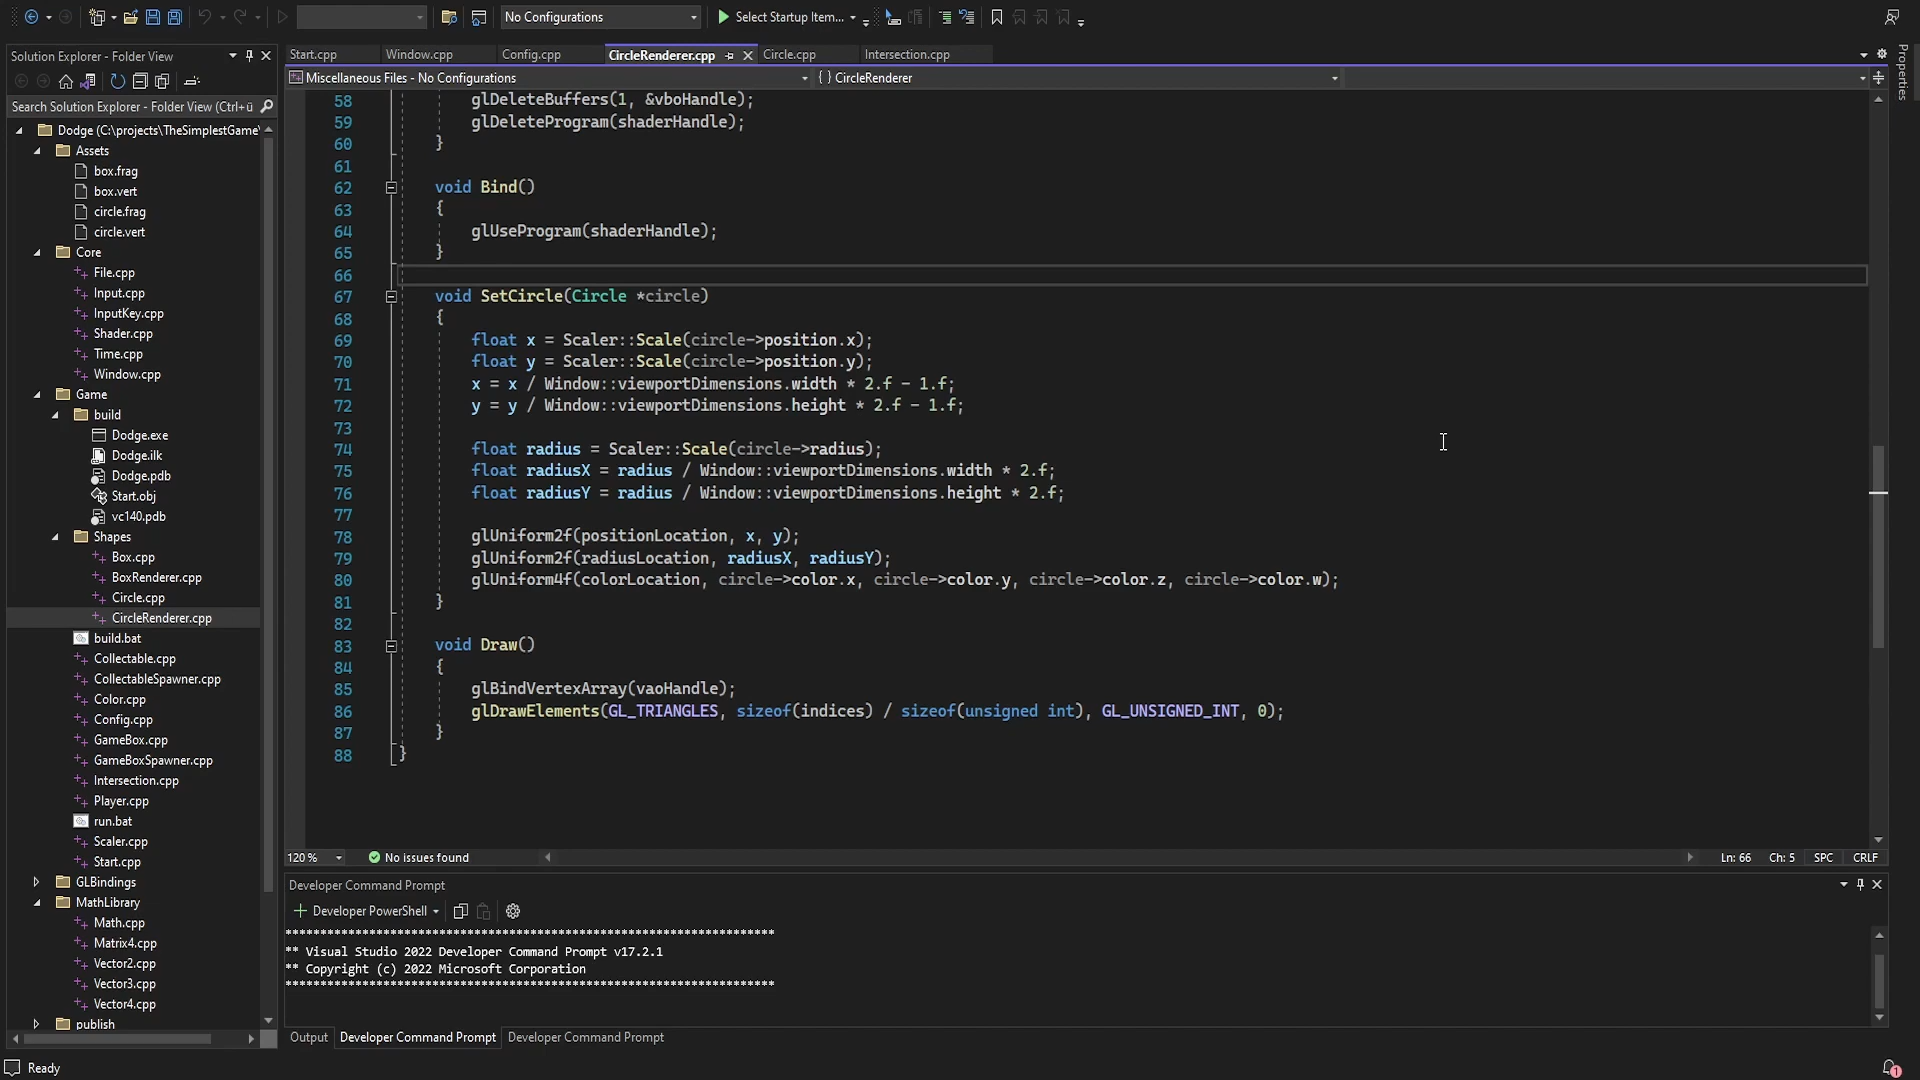 No Configurations
Select Startup Item...
Solution Explorer - Folder View
Search Solution Explorer - Folder View (Ctrl+ü
Dodge (C:\projects\TheSimplestGame\
Assets
box.frag
box.vert
circle.frag
circle.vert
Core
File.cpp
Input.cpp
InputKey.cpp
Shader.cpp
Time.cpp
Window.cpp
Game
build
Dodge.exe
Dodge.ilk
Dodge.pdb
Start.obj
vc140.pdb
Shapes
Box.cpp
BoxRenderer.cpp
Circle.cpp
CircleRenderer.cpp
build.bat
Collectable.cpp
CollectableSpawner.cpp
Color.cpp
Config.cpp
GameBox.cpp
GameBoxSpawner.cpp
Intersection.cpp
Player.cpp
run.bat
Scaler.cpp
Start.cpp
GLBindings
MathLibrary
Math.cpp
Matrix4.cpp
Vector2.cpp
Vector3.cpp
Vector4.cpp
publish
Start.cpp Window.cpp Config.cpp CircleRenderer.cpp Circle.cpp Intersection.cpp
Miscellaneous Files - No Configurations { } CircleRenderer
58 glDeleteBuffers(1, &vboHandle);
59 glDeleteProgram(shaderHandle);
60 }
61
62 void Bind()
63 {
64 glUseProgram(shaderHandle);
65 }
66
67 void SetCircle(Circle *circle)
68 {
69 float x = Scaler::Scale(circle->position.x);
70 float y = Scaler::Scale(circle->position.y);
71 x = x / Window::viewportDimensions.width * 2.f - 1.f;
72 y = y / Window::viewportDimensions.height * 2.f - 1.f;
73
74 float radius = Scaler::Scale(circle->radius);
75 float radiusX = radius / Window::viewportDimensions.width * 2.f;
76 float radiusY = radius / Window::viewportDimensions.height * 2.f;
77
78 glUniform2f(positionLocation, x, y);
79 glUniform2f(radiusLocation, radiusX, radiusY);
80 glUniform4f(colorLocation, circle->color.x, circle->color.y, circle->color.z, circle->color.w);
81 }
82
83 void Draw()
84 {
85 glBindVertexArray(vaoHandle);
86 glDrawElements(GL_TRIANGLES, sizeof(indices) / sizeof(unsigned int), GL_UNSIGNED_INT, 0);
87 }
88 }
120 % No issues found Ln: 66 Ch: 5 SPC CRLF
Developer Command Prompt
Developer PowerShell
**********************************************************************
** Visual Studio 2022 Developer Command Prompt v17.2.1
** Copyright (c) 2022 Microsoft Corporation
**********************************************************************
Output Developer Command Prompt Developer Command Prompt
Ready
1
Properties